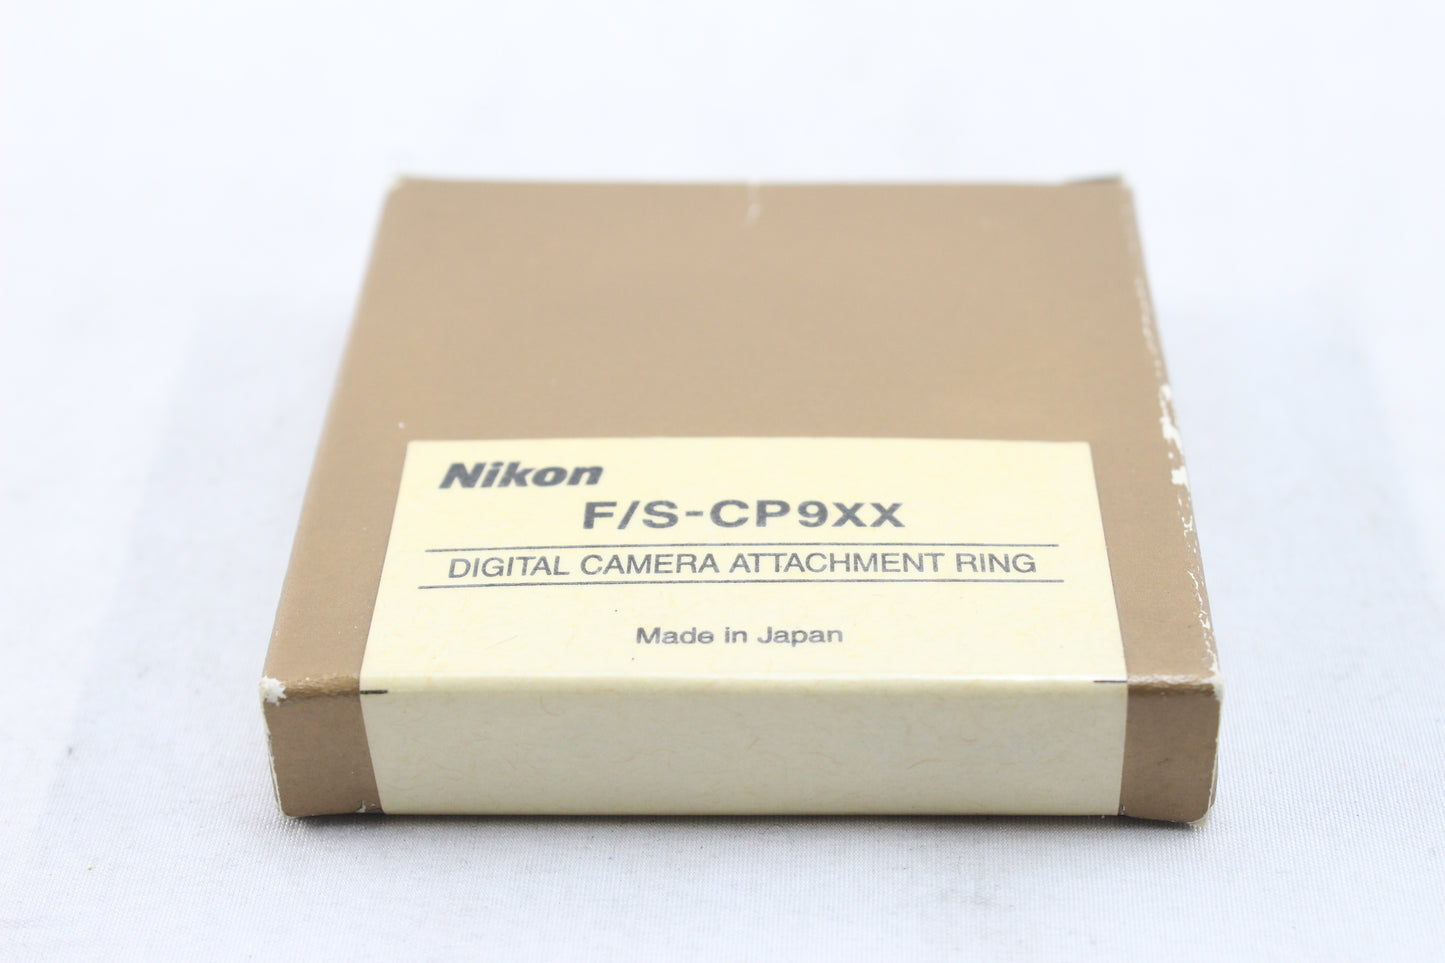 Nikon
F/S-CP9XX
DIGITAL CAMERA ATTACHMENT RING
Made in Japan